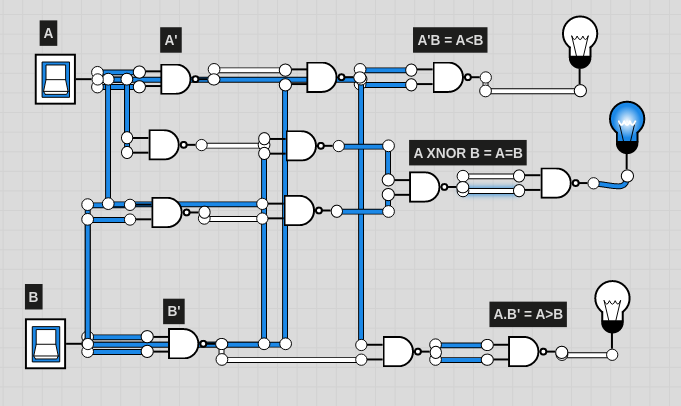 A
A'
A'B = A<B
A XNOR B = A=B
B
B'
A.B' = A>B